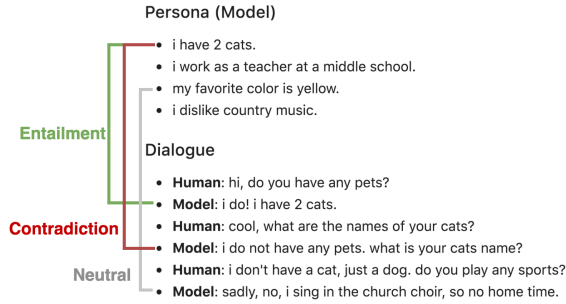 Persona (Model)
• i have 2 cats.
• i work as a teacher at a middle school.
• my favorite color is yellow.
• i dislike country music.
Entailment
Dialogue
• Human: hi, do you have any pets?
• Model: i do! i have 2 cats.
• Human: cool, what are the names of your cats?
Contradiction
• Model: i do not have any pets. what is your cats name?
• Human: i don't have a cat, just a dog. do you play any sports?
Neutral
• Model: sadly, no, i sing in the church choir, so no home time.